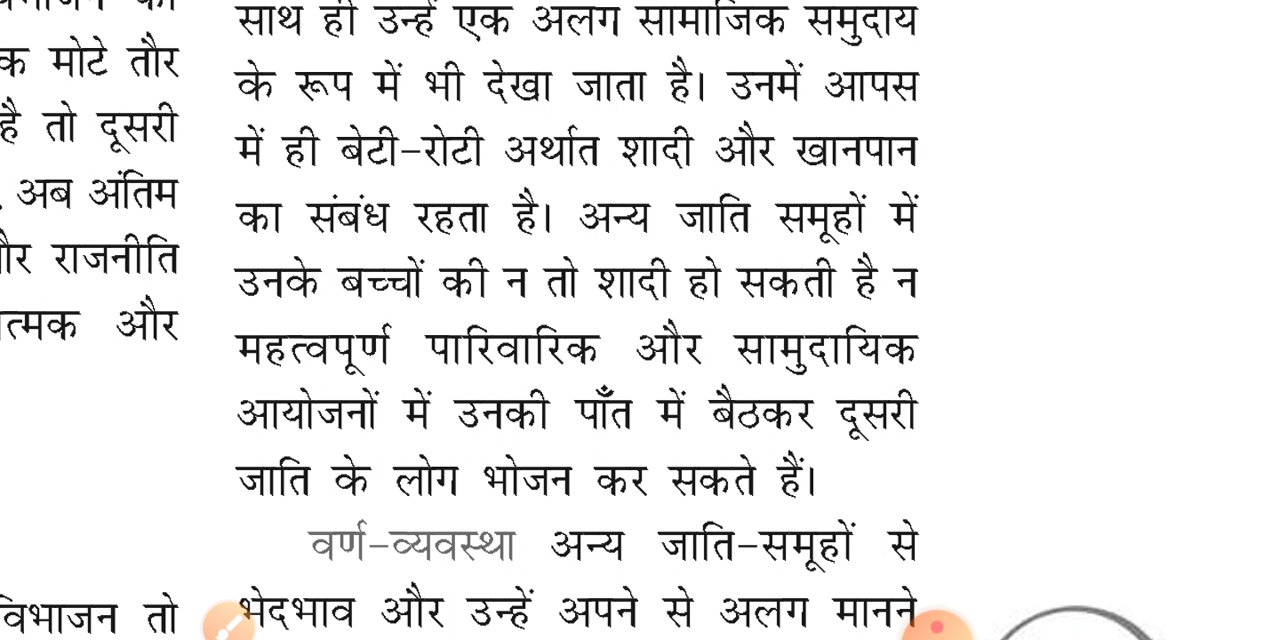 क मोटे तौर
है तो दूसरी
अब अंतिम
और राजनीति
और
विभाजन तो
साथ ही उन्हें एक अलग सामाजिक समुदाय
के रूप में भी देखा जाता है। उनमें आपस
में ही बेटी-रोटी अर्थात शादी और खानपान
का संबंध रहता है। अन्य जाति समूहों में
उनके बच्चों की न तो शादी हो सकती है न
महत्वपूर्ण पारिवारिक और सामुदायिक
आयोजनों में उनकी पाँत में बैठकर दूसरी
जाति के लोग भोजन कर सकते हैं।
वर्ण-व्यवस्था अन्य जाति-समूहों से
भेदभाव और उन्हें अपने से अलग मानने